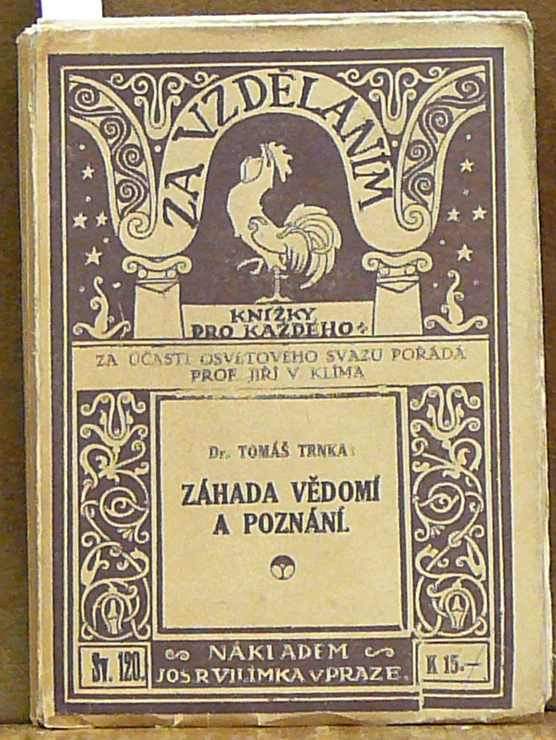 ZA VZDĚLANÍM
KNÍŽKY
PRO KAŽDÉHO
ZA ÚČASTI OSVĚTOVÉHO SVAZU POŘÁDÁ
PROF. JIŘÍ V. KLÍMA
Dr. TOMÁŠ TRNKA:
ZÁHADA VĚDOMÍ
A POZNÁNÍ.
Sv. 120.
NÁKLADEM
JOS. R. VILÍMKA V PRAZE.
K 15.—